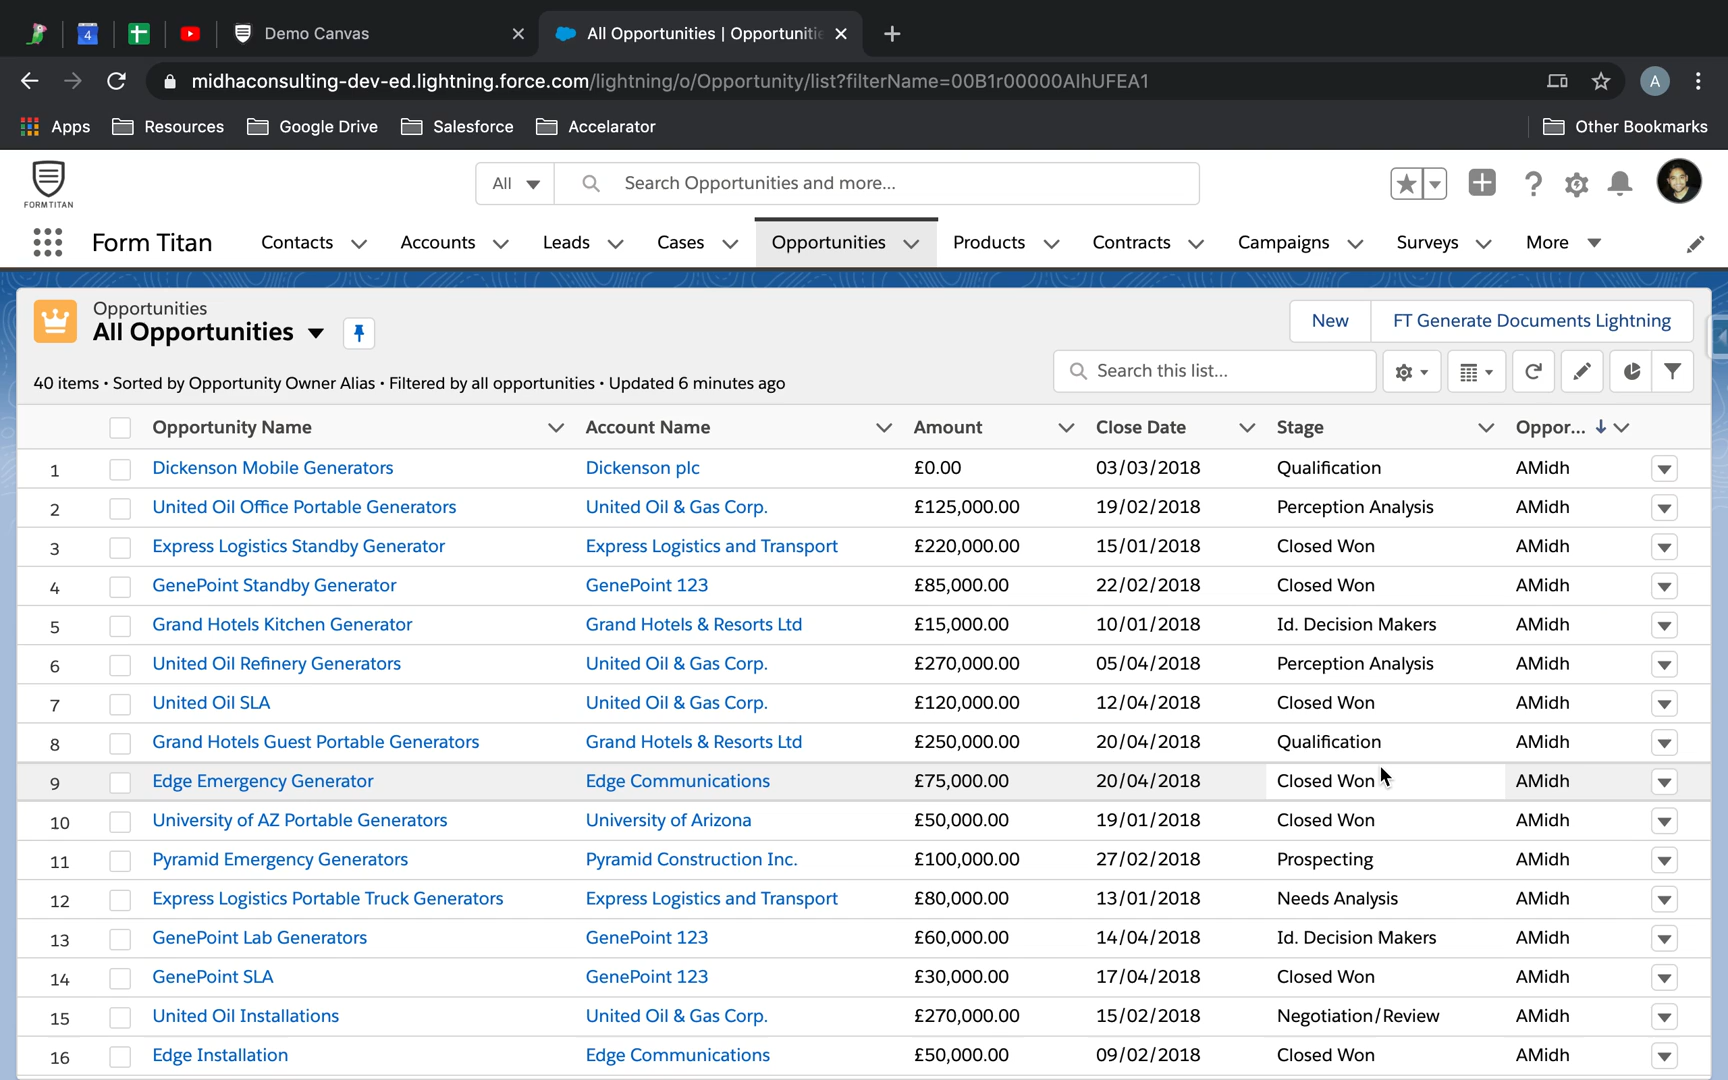 4 Demo Canvas All Opportunities | Opportuniti
midhaconsulting-dev-ed.lightning.force.com/lightning/o/Opportunity/list?filterName=00B1r00000AIhUFEA1 A
Apps Resources Google Drive Salesforce Accelarator Other Bookmarks
FORMTITAN All Search Opportunities and more...
Form Titan Contacts Accounts Leads Cases Opportunities Products Contracts Campaigns Surveys More
Opportunities
All Opportunities New FT Generate Documents Lightning
40 items • Sorted by Opportunity Owner Alias • Filtered by all opportunities • Updated 6 minutes ago Search this list...
Opportunity Name Account Name Amount Close Date Stage Oppor...
1 Dickenson Mobile Generators Dickenson plc £0.00 03/03/2018 Qualification AMidh
2 United Oil Office Portable Generators United Oil & Gas Corp. £125,000.00 19/02/2018 Perception Analysis AMidh
3 Express Logistics Standby Generator Express Logistics and Transport £220,000.00 15/01/2018 Closed Won AMidh
4 GenePoint Standby Generator GenePoint 123 £85,000.00 22/02/2018 Closed Won AMidh
5 Grand Hotels Kitchen Generator Grand Hotels & Resorts Ltd £15,000.00 10/01/2018 Id. Decision Makers AMidh
6 United Oil Refinery Generators United Oil & Gas Corp. £270,000.00 05/04/2018 Perception Analysis AMidh
7 United Oil SLA United Oil & Gas Corp. £120,000.00 12/04/2018 Closed Won AMidh
8 Grand Hotels Guest Portable Generators Grand Hotels & Resorts Ltd £250,000.00 20/04/2018 Qualification AMidh
9 Edge Emergency Generator Edge Communications £75,000.00 20/04/2018 Closed Won AMidh
10 University of AZ Portable Generators University of Arizona £50,000.00 19/01/2018 Closed Won AMidh
11 Pyramid Emergency Generators Pyramid Construction Inc. £100,000.00 27/02/2018 Prospecting AMidh
12 Express Logistics Portable Truck Generators Express Logistics and Transport £80,000.00 13/01/2018 Needs Analysis AMidh
13 GenePoint Lab Generators GenePoint 123 £60,000.00 14/04/2018 Id. Decision Makers AMidh
14 GenePoint SLA GenePoint 123 £30,000.00 17/04/2018 Closed Won AMidh
15 United Oil Installations United Oil & Gas Corp. £270,000.00 15/02/2018 Negotiation/Review AMidh
16 Edge Installation Edge Communications £50,000.00 09/02/2018 Closed Won AMidh